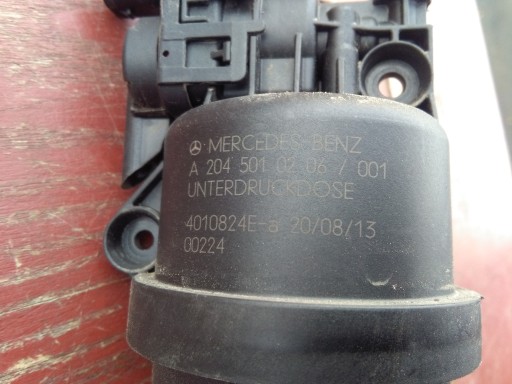 MERCEDES-BENZ
A 204 501 02 06 / 001
UNTERDRUCKDOSE
4010824E-a 20/08/13
00224